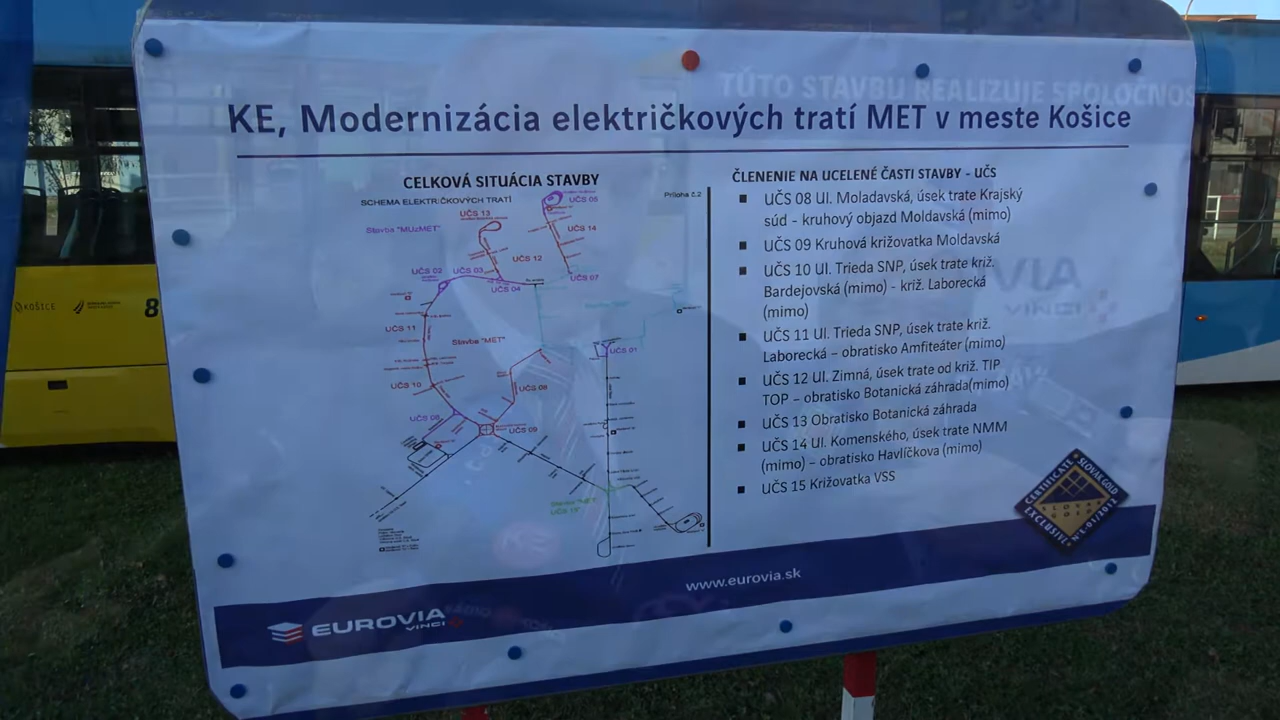 TÚTO STAVBU REALIZUJE SPOLOČNOS
KE, Modernizácia električkových tratí MET v meste Košice
CELKOVÁ SITUÁCIA STAVBY
SCHEMA ELEKTRIČKOVÝCH TRATÍ
Príloha č.2
Stavba "MUzMET"
UČS 13
UČS 05
UČS 14
UČS 12
UČS 02
UČS 03
UČS 07
UČS 04
UČS 11
Stavba "MET"
UČS 01
UČS 10
UČS 08
UČS 09
ČLENENIE NA UCELENÉ ČASTI STAVBY - UČS
UČS 08 Ul. Moladavská, úsek trate Krajský
súd - kruhový objazd Moldavská (mimo)
UČS 09 Kruhová križovatka Moldavská
UČS 10 Ul. Trieda SNP, úsek trate križ.
Bardejovská (mimo) - križ. Laborecká
(mimo)
UČS 11 Ul. Trieda SNP, úsek trate križ.
Laborecká – obratisko Amfiteáter (mimo)
UČS 12 Ul. Zimná, úsek trate od križ. TIP
TOP – obratisko Botanická záhrada(mimo)
UČS 13 Obratisko Botanická záhrada
UČS 14 Ul. Komenského, úsek trate NMM
(mimo) – obratisko Havlíčkova (mimo)
UČS 15 Križovatka VSS
CERTIFICATE SLOVAK GOLD
EXCLUSIVE
www.eurovia.sk
EUROVIA
VINCI
KOŠICE
8